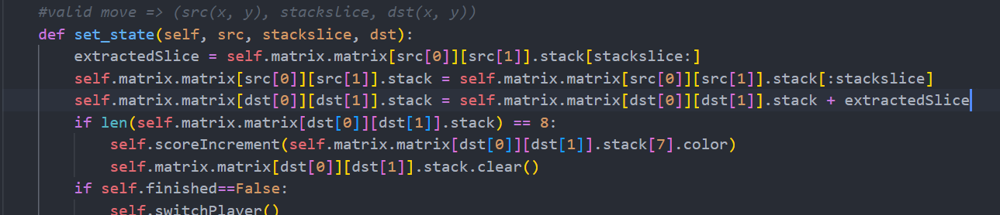 #valid move => (src(x, y), stackslice, dst(x, y))
def set_state(self, src, stackslice, dst):
extractedSlice = self.matrix.matrix[src[0]][src[1]].stack[stackslice:]
self.matrix.matrix[src[0]][src[1]].stack = self.matrix.matrix[src[0]][src[1]].stack[:stackslice]
self.matrix.matrix[dst[0]][dst[1]].stack = self.matrix.matrix[dst[0]][dst[1]].stack + extractedSlice
if len(self.matrix.matrix[dst[0]][dst[1]].stack) == 8:
self.scoreIncrement(self.matrix.matrix[dst[0]][dst[1]].stack[7].color)
self.matrix.matrix[dst[0]][dst[1]].stack.clear()
if self.finished==False:
self.switchPlayer()